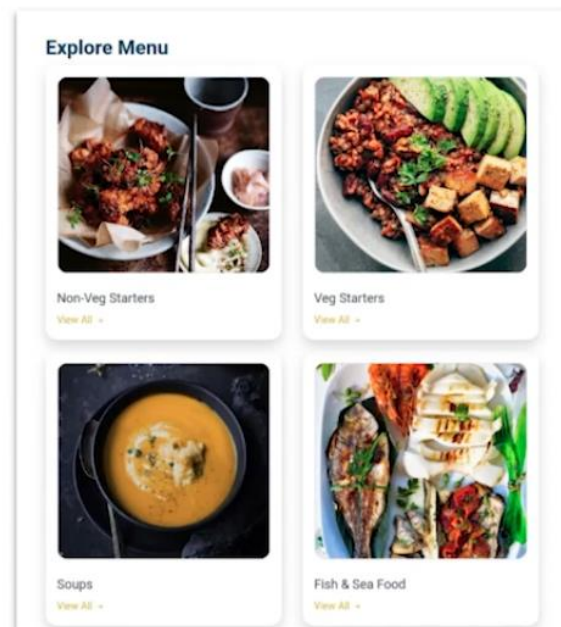 Explore Menu
Non-Veg Starters
View All
Veg Starters
View All
Soups
View All
Fish & Sea Food
View All